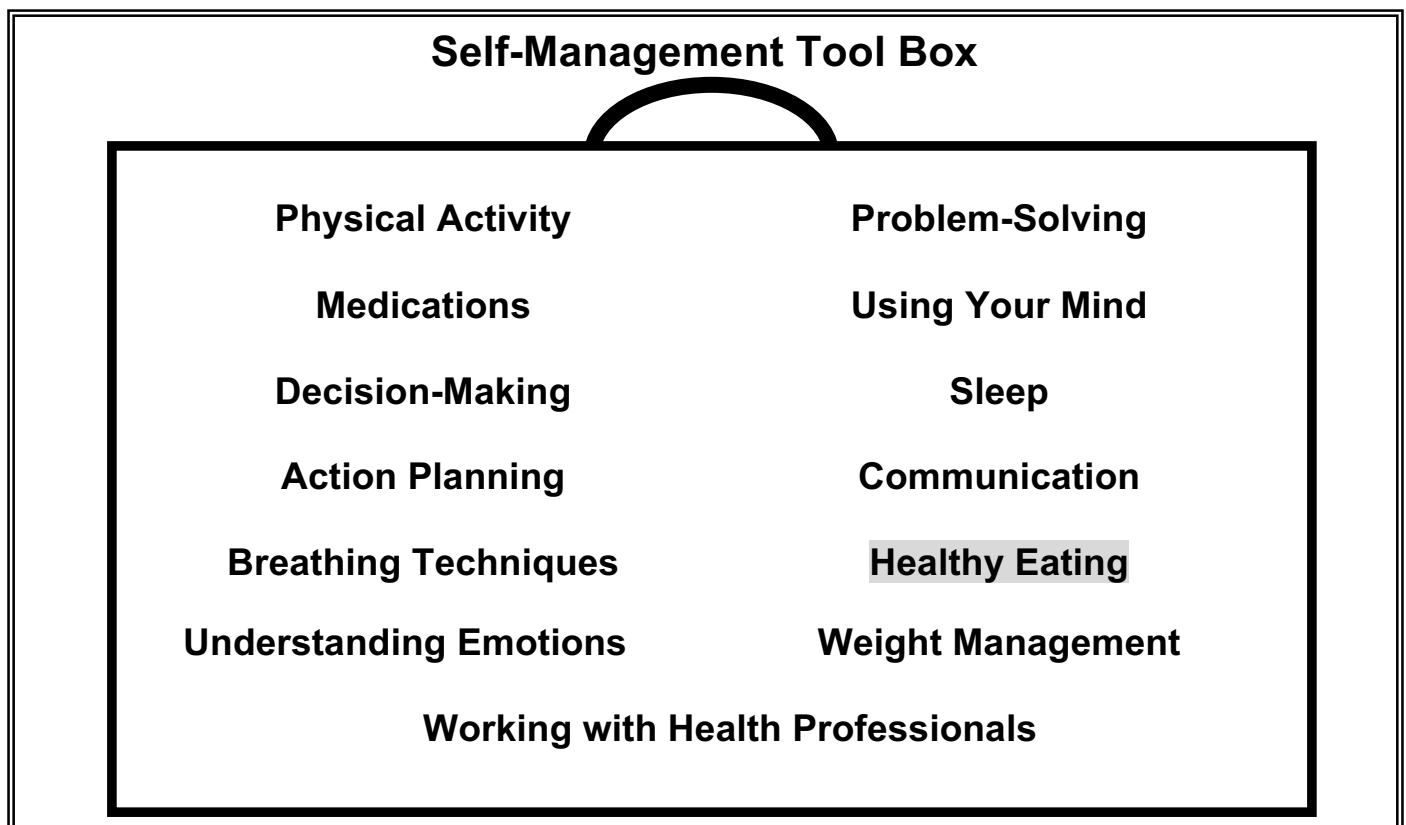 Self-Management Tool Box
Physical Activity
Problem-Solving
Medications
Using Your Mind
Decision-Making
Sleep
Action Planning
Communication
Breathing Techniques
Healthy Eating
Understanding Emotions
Weight Management
Working with Health Professionals